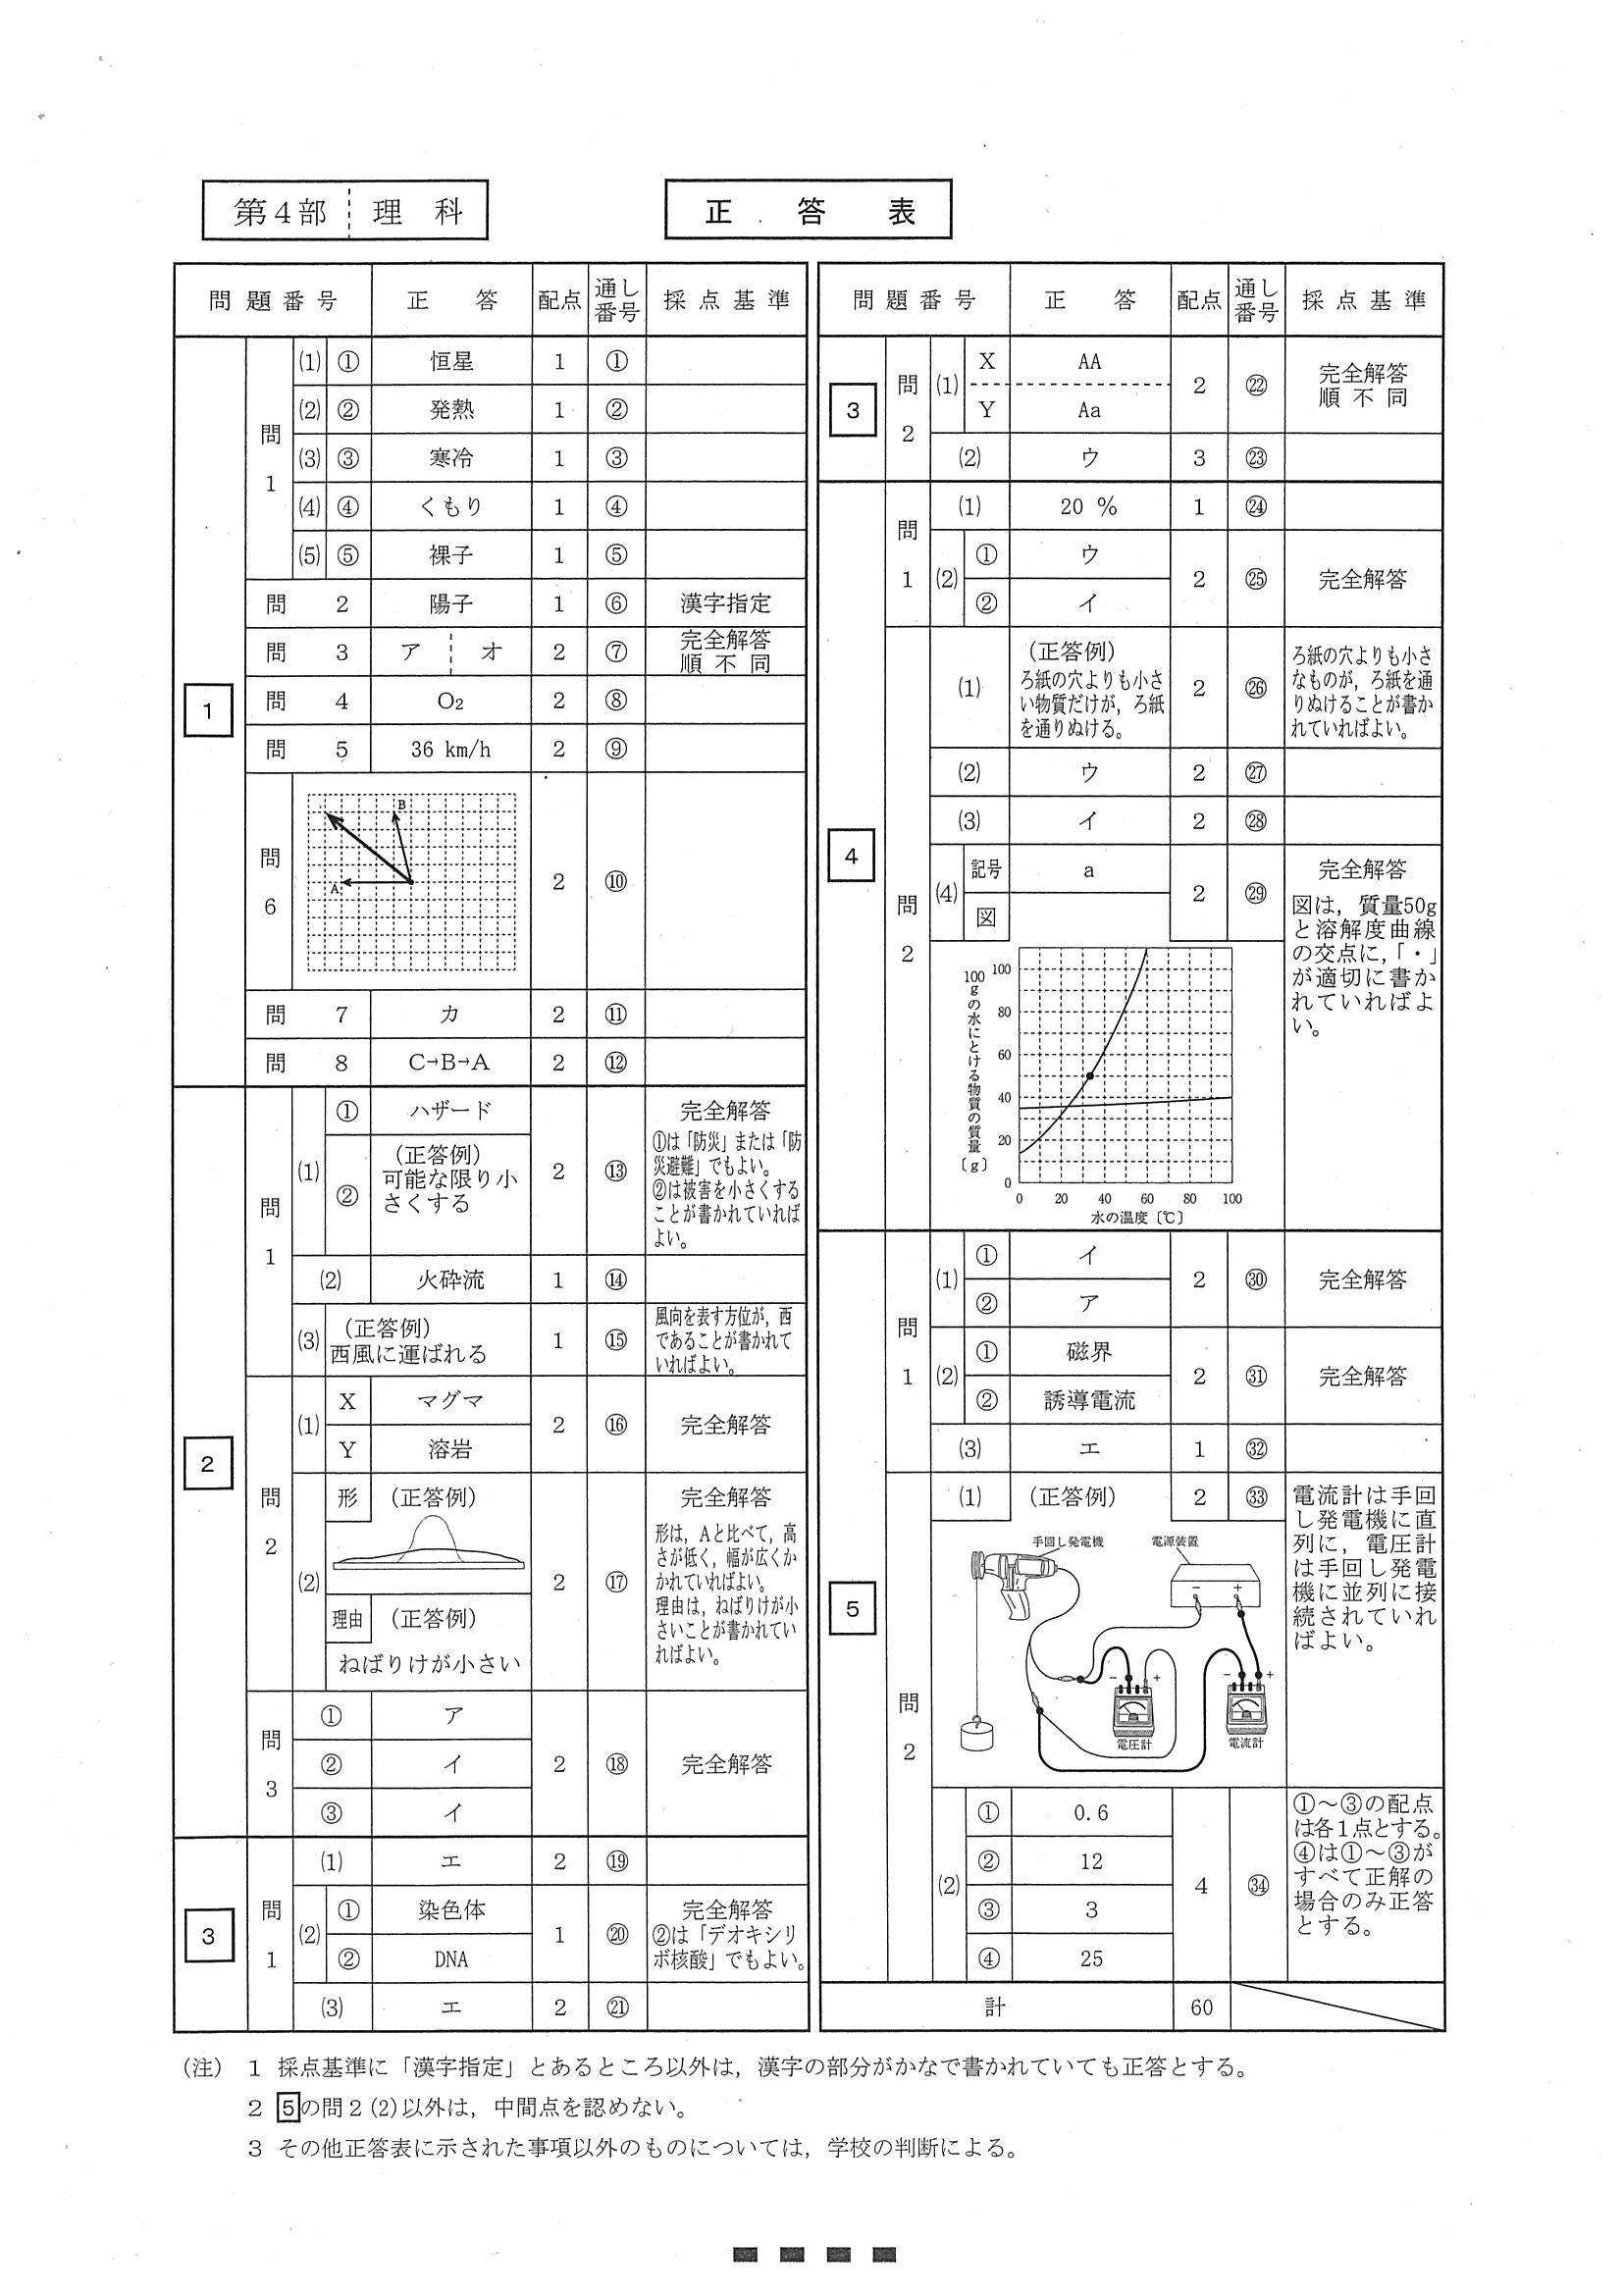 第4部 理 科
正 答 表
問 題 番 号 正 答 配点 通し番号 採 点 基 準
1
問1 (1) ① 恒星 1 ①
(2) ② 発熱 1 ②
(3) ③ 寒冷 1 ③
(4) ④ くもり 1 ④
(5) ⑤ 裸子 1 ⑤
問 2 陽子 1 ⑥ 漢字指定
問 3 ア オ 2 ⑦ 完全解答
順 不 同
問 4 O₂ 2 ⑧
問 5 36 km/h 2 ⑨
問6 2 ⑩
B
A
問 7 カ 2 ⑪
問 8 C→B→A 2 ⑫
2
問1 (1) ① ハザード 2 ⑬ 完全解答
①は「防災」または「防
災避難」でもよい。
②は被害を小さくする
ことが書かれていれば
よい。
② (正答例)
可能な限り小
さくする
(2) 火砕流 1 ⑭
(3) (正答例)
西風に運ばれる 1 ⑮
風向を表す方位が，西
であることが書かれて
いればよい。
問2 (1) X マグマ 2 ⑯ 完全解答
Y 溶岩
(2) 形 (正答例) 2 ⑰ 完全解答
形は，Aと比べて，高
さが低く，幅が広くか
かれていればよい。
理由は，ねばりけが小
さいことが書かれてい
ればよい。
理由 (正答例)
ねばりけが小さい
問3 ① ア 2 ⑱ 完全解答
② イ
③ イ
3
問1 (1) エ 2 ⑲
(2) ① 染色体 1 ⑳ 完全解答
②は「デオキシリ
ボ核酸」でもよい。
② DNA
(3) エ 2 ㉑
問 題 番 号 正 答 配点 通し番号 採 点 基 準
3
問2 (1) X AA 2 ㉒ 完全解答
順 不 同
Y Aa
(2) ウ 3 ㉓
4
問1 (1) 20 % 1 ㉔
(2) ① ウ 2 ㉕ 完全解答
② イ
問2 (1) (正答例)
ろ紙の穴よりも小さ
い物質だけが，ろ紙
を通りぬける。
2 ㉖
ろ紙の穴よりも小さ
なものが，ろ紙を通
りぬけることが書か
れていればよい。
(2) ウ 2 ㉗
(3) イ 2 ㉘
(4) 記号 a 2 ㉙ 完全解答
図は，質量50g
と溶解度曲線
の交点に，「・」
が適切に書か
れていればよ
い。
図
100gの水にとける物質の質量〔g〕
100
80
60
40
20
0
0 20 40 60 80 100
水の温度〔℃〕
5
問1 (1) ① イ 2 ㉚ 完全解答
② ア
(2) ① 磁界 2 ㉛ 完全解答
② 誘導電流
(3) エ 1 ㉜
問2 (1) (正答例) 2 ㉝
電流計は手回
し発電機に直
列に，電圧計
は手回し発電
機に並列に接
続されていれ
ばよい。
手回し発電機 電源装置
− +
− + − +
電圧計 電流計
(2) ① 0.6 4 ㉞
② 12
③ 3
④ 25
①～③の配点
は各1点とする。
④は①～③が
すべて正解の
場合のみ正答
とする。
計 60
(注) 1 採点基準に「漢字指定」とあるところ以外は，漢字の部分がかなで書かれていても正答とする。
2 5の問2(2)以外は，中間点を認めない。
3 その他正答表に示された事項以外のものについては，学校の判断による。